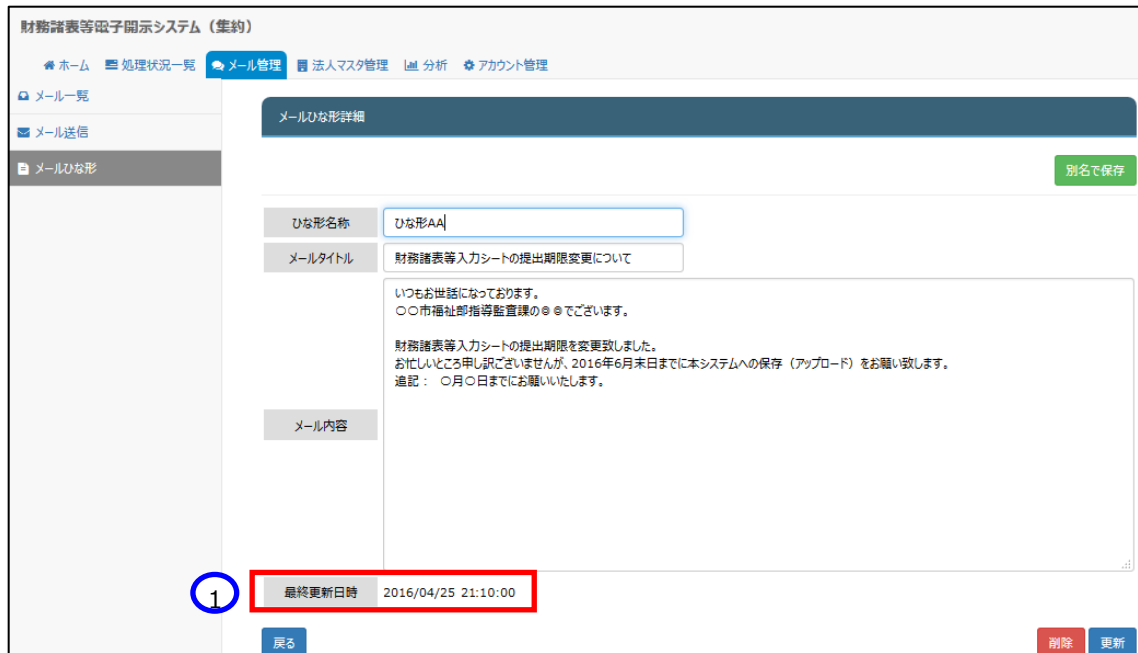 財務諸表等電子開示システム（集約）
ホーム 処理状況一覧 メール管理 法人マスタ管理 分析 アカウント管理
メール一覧
メール送信
メールひな形
メールひな形詳細
別名で保存
ひな形名称 ひな形AA
メールタイトル 財務諸表等入力シートの提出期限変更について
メール内容
いつもお世話になっております。
○○市福祉部指導監査課の◎◎でございます。
財務諸表等入力シートの提出期限を変更致しました。
お忙しいところ申し訳ございませんが、2016年6月末日までに本システムへの保存（アップロード）をお願い致します。
追記： ○月○日までにお願いいたします。
1
最終更新日時 2016/04/25 21:10:00
戻る 削除 更新